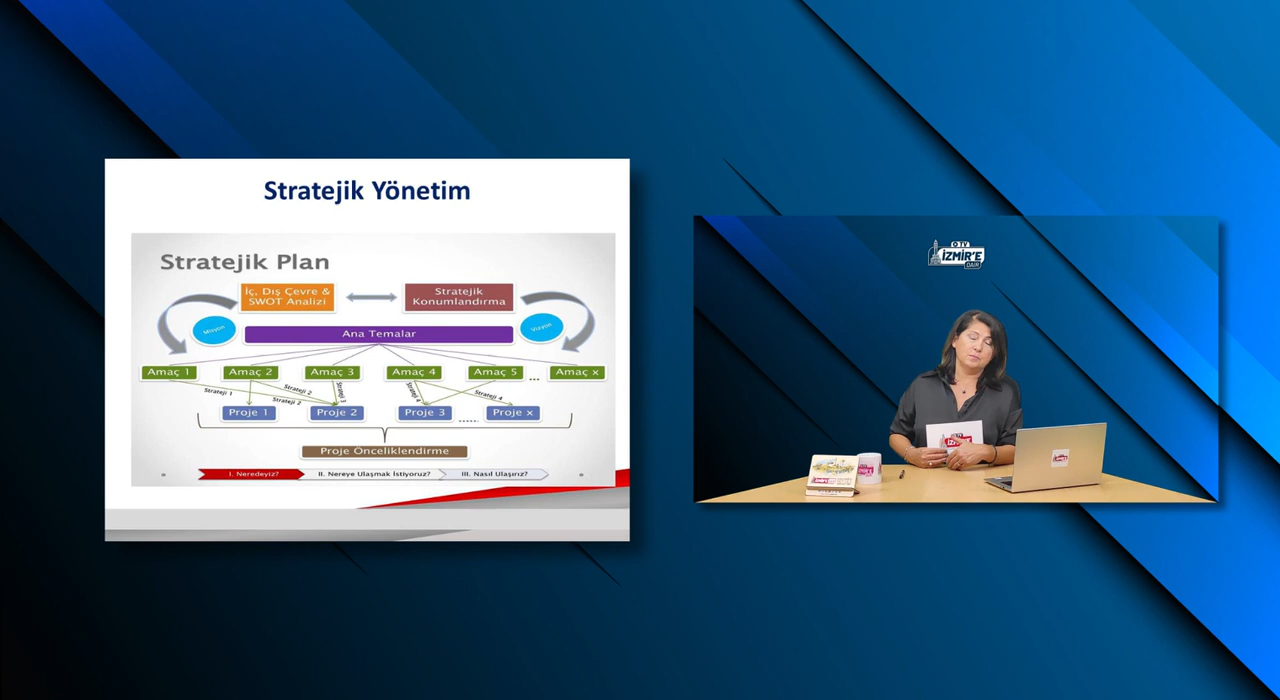 Stratejik Yönetim
Stratejik Plan
İç, Dış Çevre &
SWOT Analizi
Stratejik
Konumlandırma
Misyon
Ana Temalar
Vizyon
Amaç 1
Amaç 2
Amaç 3
Amaç 4
Amaç 5
...
Amaç x
Strateji 1
Strateji 2
Strateji 2
Strateji 3
Strateji 4
Strateji 4
Proje 1
Proje 2
Proje 3
......
Proje x
Proje Önceliklendirme
I. Neredeyiz?
II. Nereye Ulaşmak İstiyoruz?
III. Nasıl Ulaşırız?
TV
İZMİR'E
DAİR
İZMİR'E